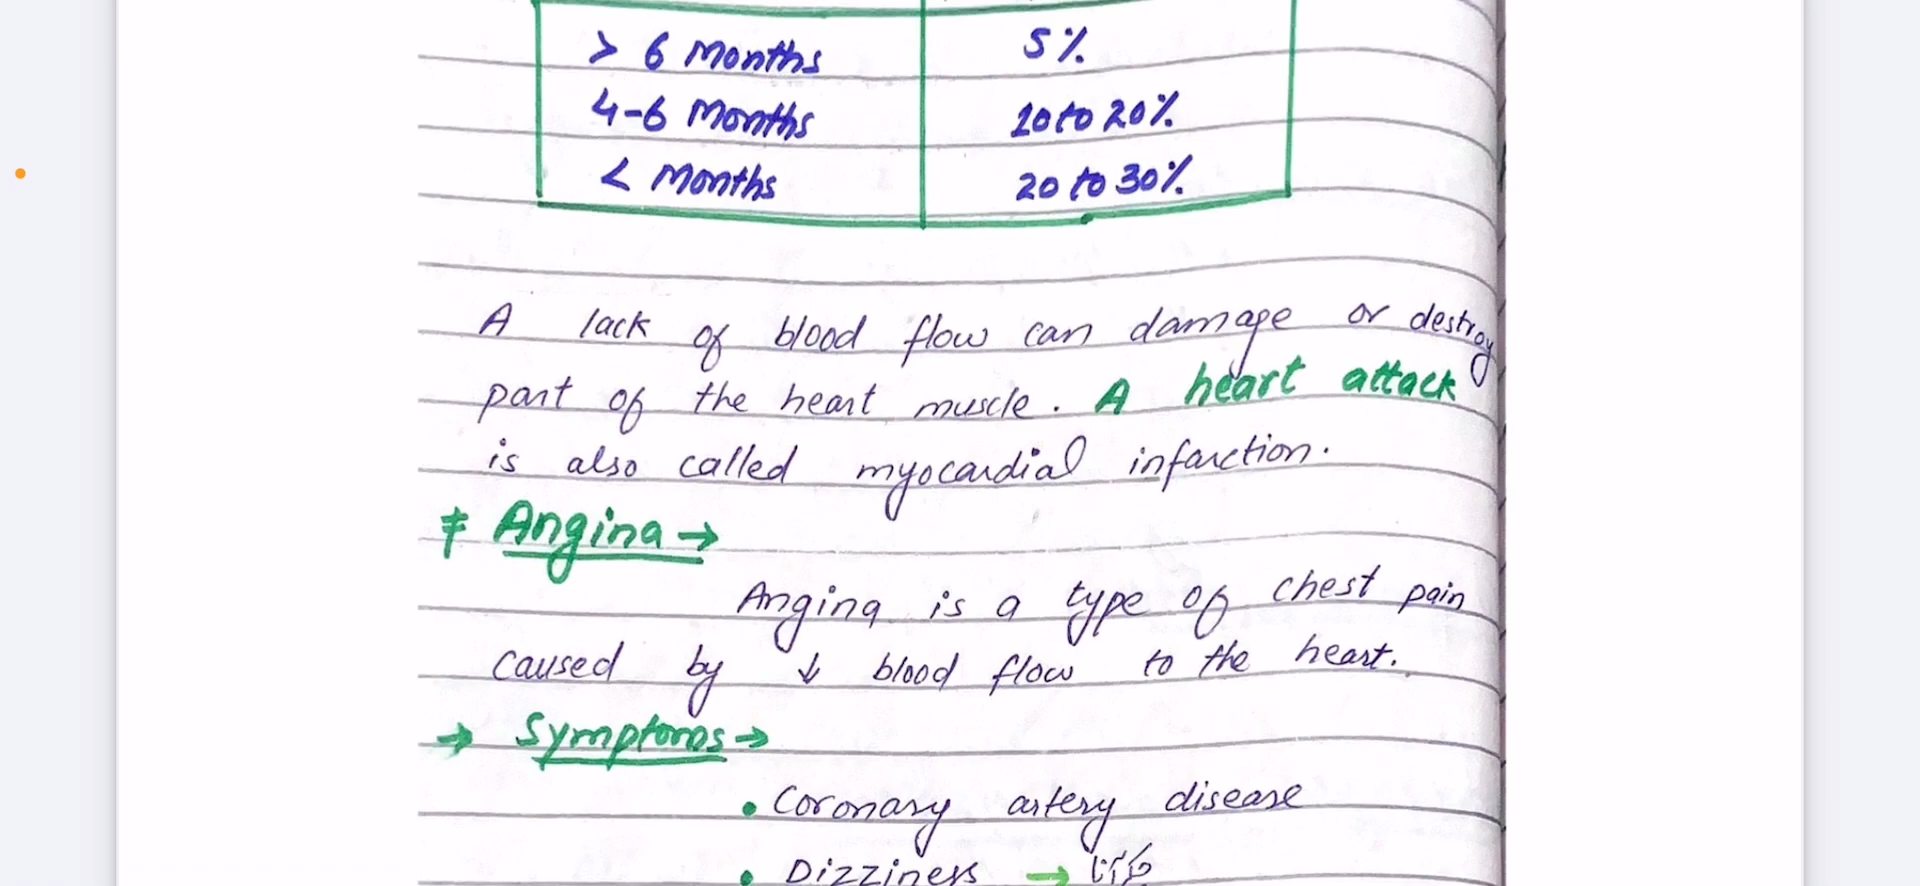 > 6 Months 5%
4-6 Months 10 to 20%
< Months 20 to 30%
A lack of blood flow can damage or destroy
part of the heart muscle. A heart attack
is also called myocardial infarction.
* Angina →
Angina is a type of chest pain
caused by ↓ blood flow to the heart.
→ Symptoms →
• Coronary artery disease
• Dizziness →